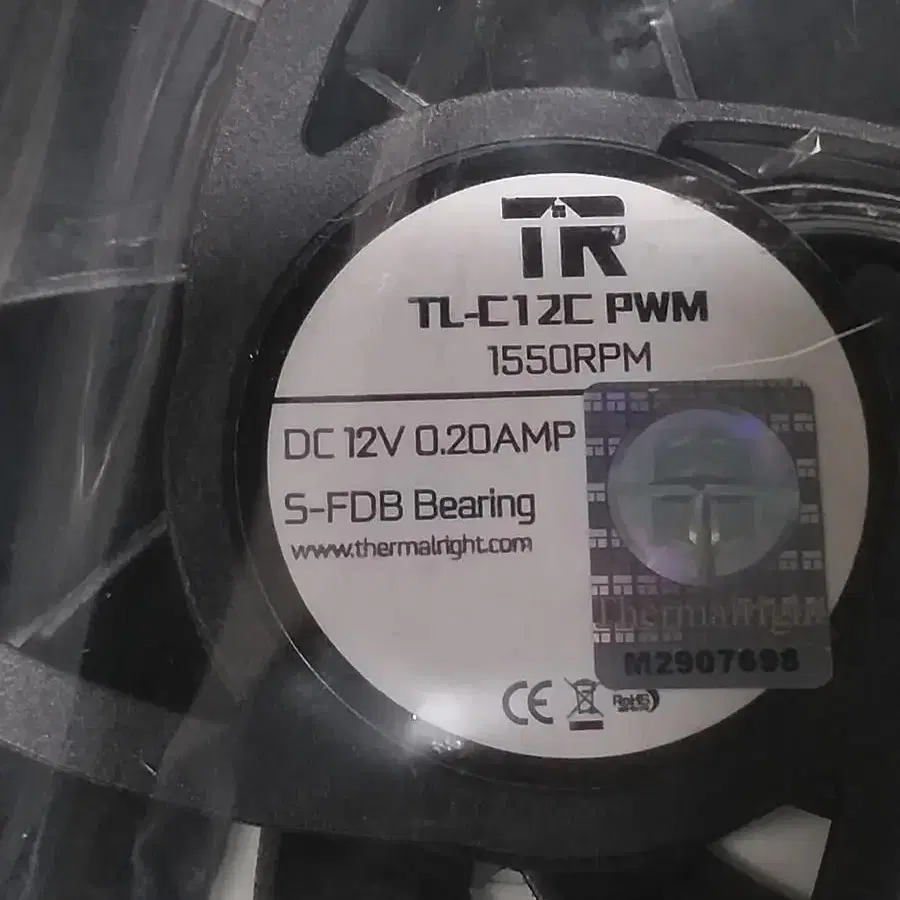 TR
TL-C12C PWM
1550RPM
DC 12V 0.20AMP
S-FDB Bearing
www.thermalright.com
Thermalright
M2907698
CE
RoHS